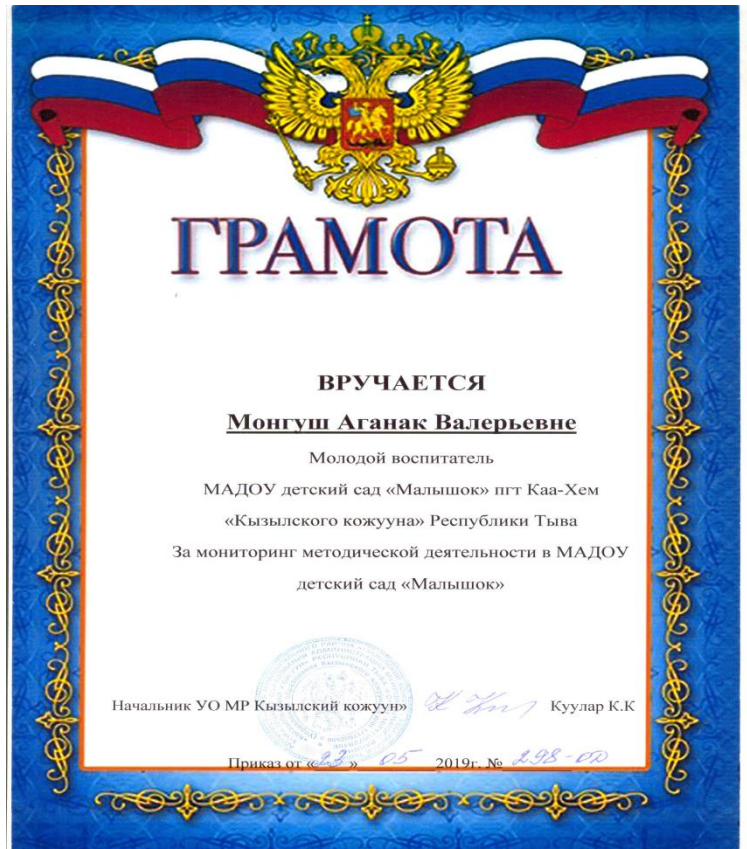 ГРАМОТА
ВРУЧАЕТСЯ
Монгуш Аганак Валерьевне
Молодой воспитатель
МАДОУ детский сад «Малышок» пгт Каа-Хем
«Кызылского кожууна» Республики Тыва
За мониторинг методической деятельности в МАДОУ
детский сад «Малышок»
Начальник УО МР Кызылский кожуун» Куулар К.К
Приказ от «23» 05 2019г. № 298-ОД